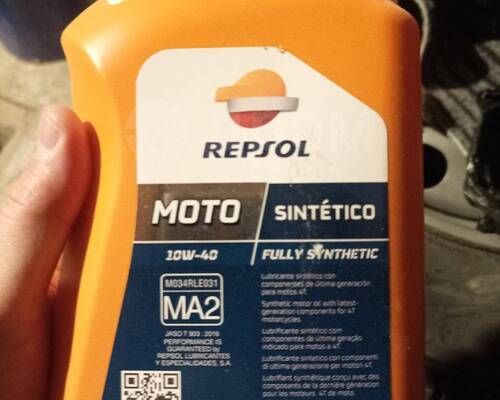 REPSOL
MOTO
SINTÉTICO
10W-40
FULLY SYNTHETIC
M034RLE031
MA2
JASO T 903 : 2016
PERFORMANCE IS
GUARANTEED by
REPSOL LUBRICANTES
Y ESPECIALIDADES, S.A.
Lubricante sintético con
componentes de última generación
para motos 4T.
Synthetic motor oil with latest-
generation components for 4T
motorcycles.
Lubrificante sintético com
componentes de última geração
indicado para motos a 4T.
Lubrificante sintetico con componenti
di ultima generazione per motori 4T.
Lubrifiant synthétique conçu avec des
composants de la dernière génération
pour les moteurs 4T de moto.